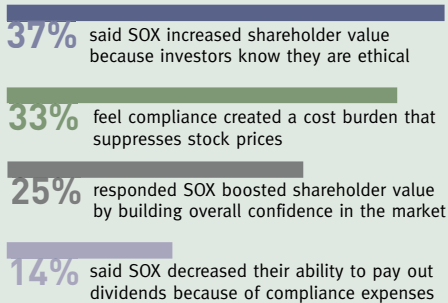 37% said SOX increased shareholder value
because investors know they are ethical
33% feel compliance created a cost burden that
suppresses stock prices
25% responded SOX boosted shareholder value
by building overall confidence in the market
14% said SOX decreased their ability to pay out
dividends because of compliance expenses